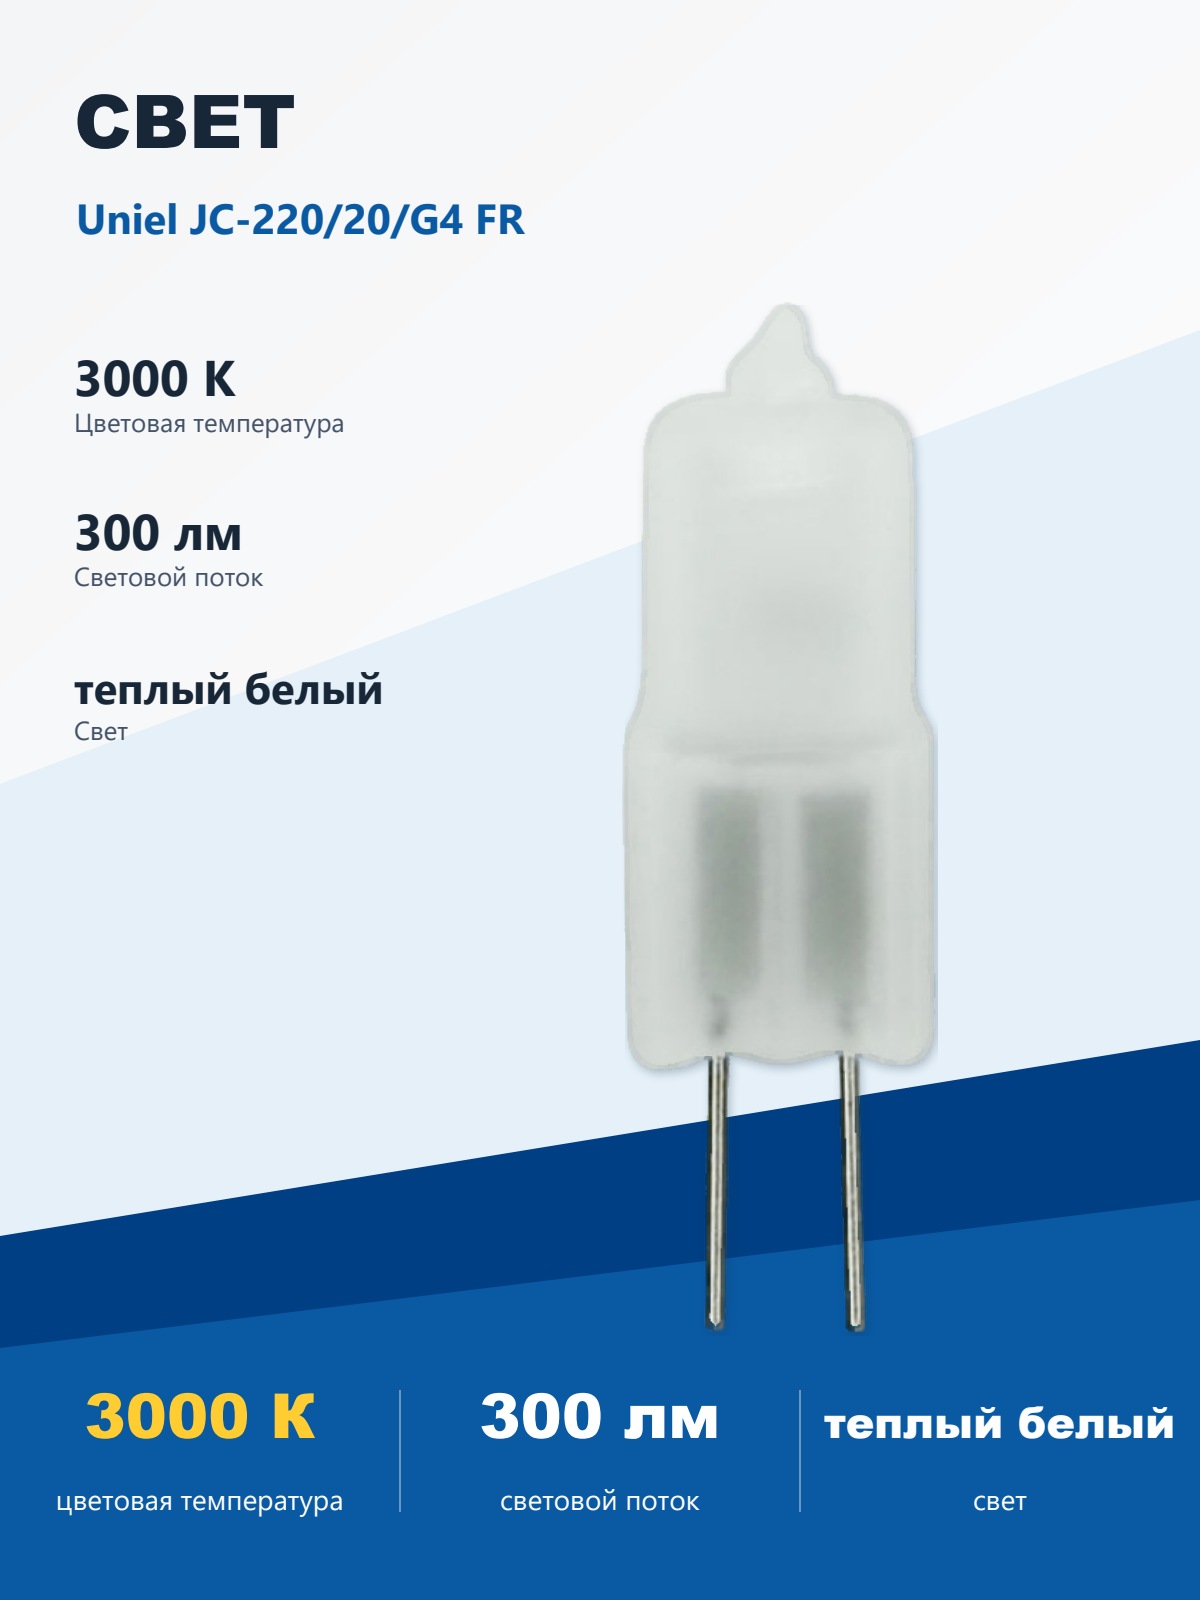 СВЕТ
Uniel JC-220/20/G4 FR
3000 К
Цветовая температура
300 лм
Световой поток
теплый белый
Свет
3000 К
цветовая температура
300 лм
световой поток
теплый белый
свет